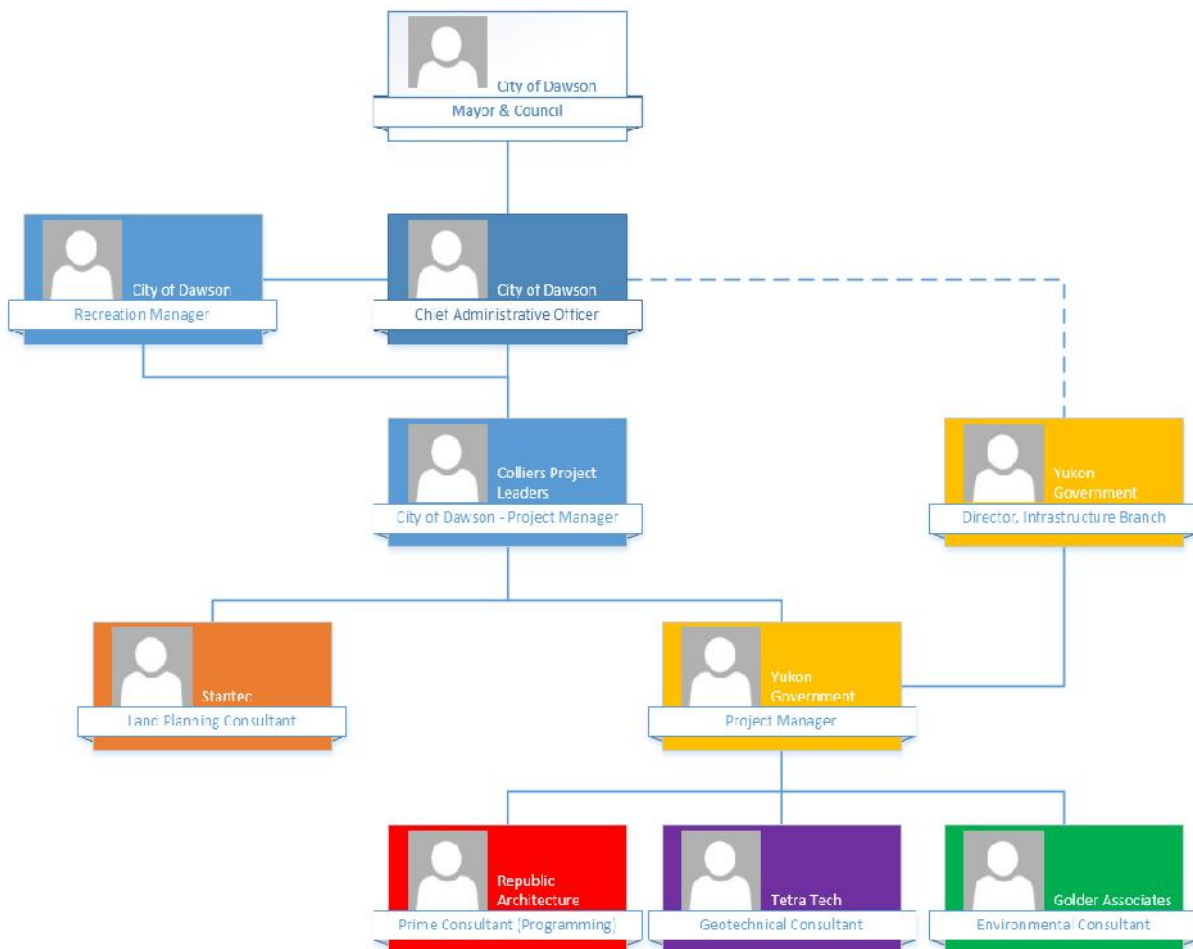 City of Dawson
Mayor & Council
City of Dawson
Recreation Manager
City of Dawson
Chief Administrative Officer
Colliers Project
Leaders
City of Dawson - Project Manager
Yukon
Government
Director, Infrastructure Branch
Stantec
Land Planning Consultant
Yukon
Government
Project Manager
Republic
Architecture
Prime Consultant (Programming)
Tetra Tech
Geotechnical Consultant
Golder Associates
Environmental Consultant